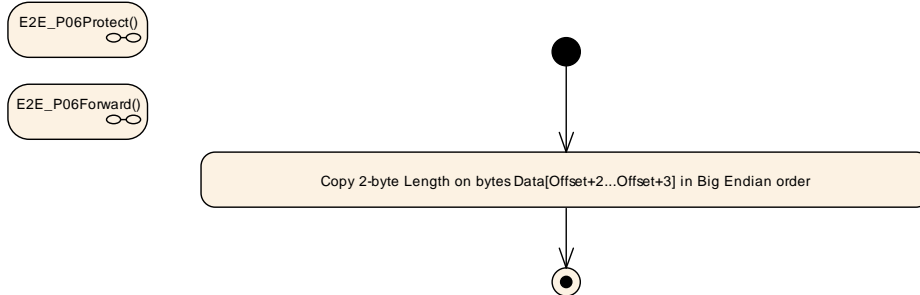 E2E_P06Protect()
E2E_P06Forward()
Copy 2-byte Length on bytes Data[Offset+2...Offset+3] in Big Endian order